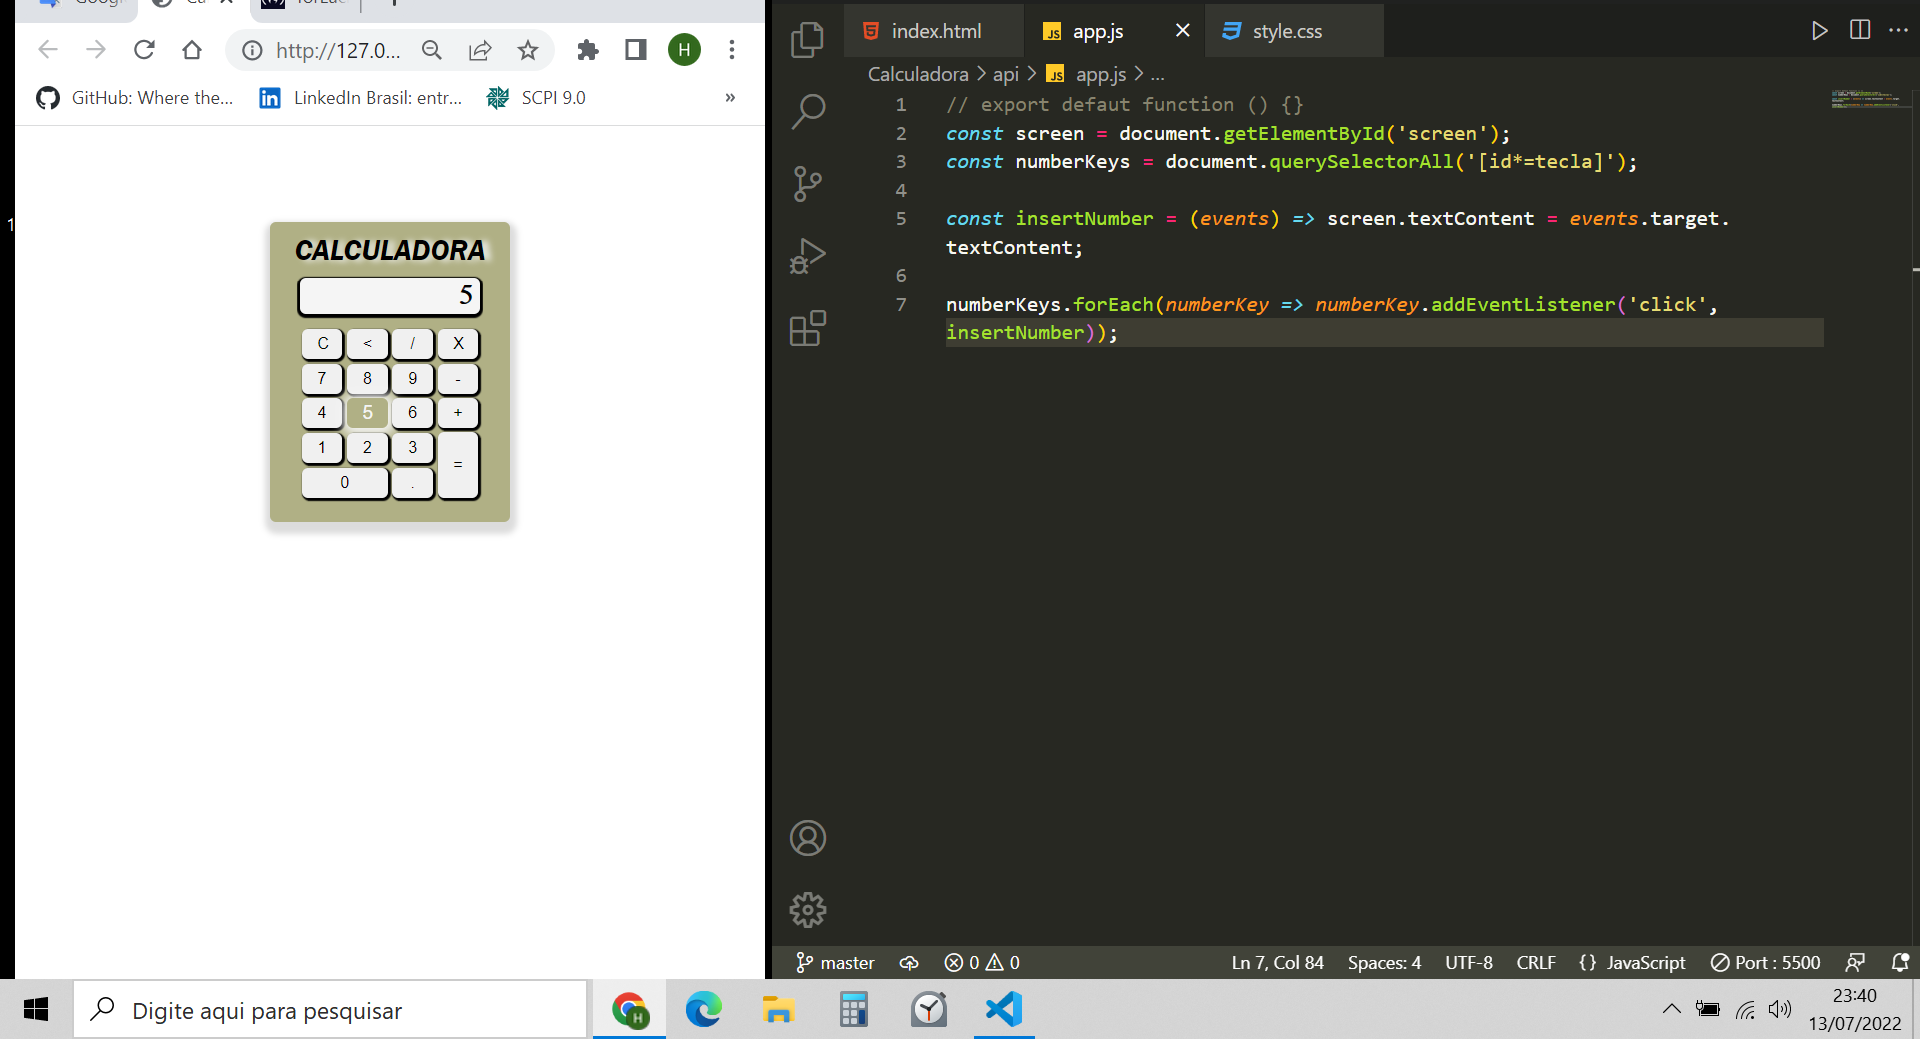 http://127.0...
H
GitHub: Where the...
LinkedIn Brasil: entr...
SCPI 9.0
»
1
CALCULADORA
5
C < / X
7 8 9 -
4 5 6 +
1 2 3 =
0 .
index.html
JS app.js
style.css
Calculadora > api > JS app.js > ...
1 // export defaut function () {}
2 const screen = document.getElementById('screen');
3 const numberKeys = document.querySelectorAll('[id*=tecla]');
4
5 const insertNumber = (events) => screen.textContent = events.target.
textContent;
6
7 numberKeys.forEach(numberKey => numberKey.addEventListener('click',
insertNumber));
master 0 0 Ln 7, Col 84 Spaces: 4 UTF-8 CRLF {} JavaScript Port : 5500
Digite aqui para pesquisar
H
23:40
13/07/2022